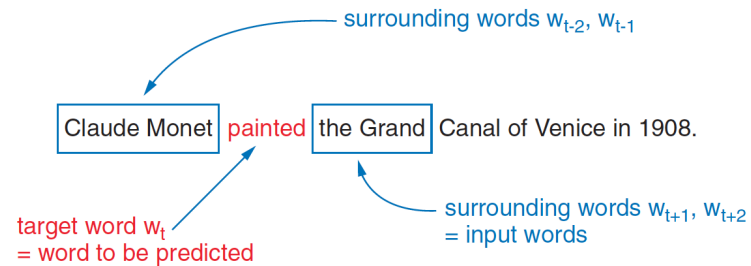 surrounding words wt-2, wt-1
Claude Monet painted the Grand Canal of Venice in 1908.
target word wt
= word to be predicted
surrounding words wt+1, wt+2
= input words